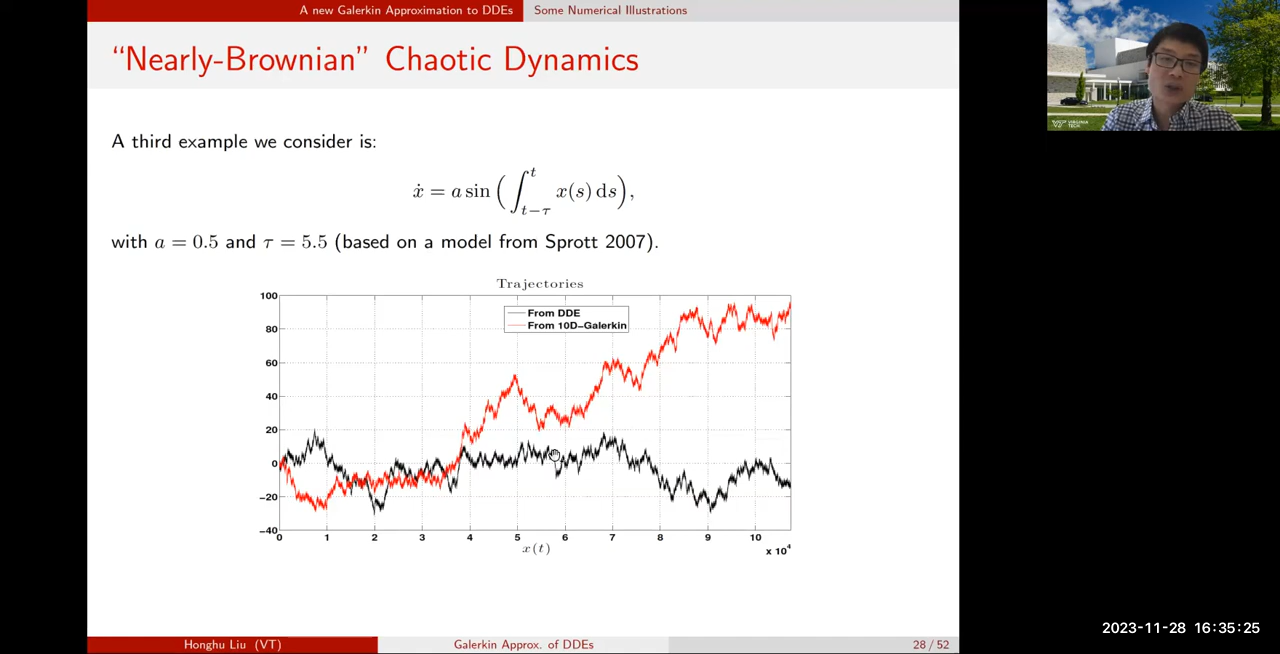 A new Galerkin Approximation to DDEs Some Numerical Illustrations
“Nearly-Brownian” Chaotic Dynamics
A third example we consider is:
ẋ = a sin ( ∫_{t−τ}^{t} x(s) ds ),
with a = 0.5 and τ = 5.5 (based on a model from Sprott 2007).
Trajectories
From DDE
From 10D−Galerkin
100
80
60
40
20
0
−20
−40
0 1 2 3 4 5 6 7 8 9 10
x 10⁴
x(t)
Honghu Liu (VT) Galerkin Approx. of DDEs 28 / 52
VIRGINIA TECH
2023-11-28 16:35:25